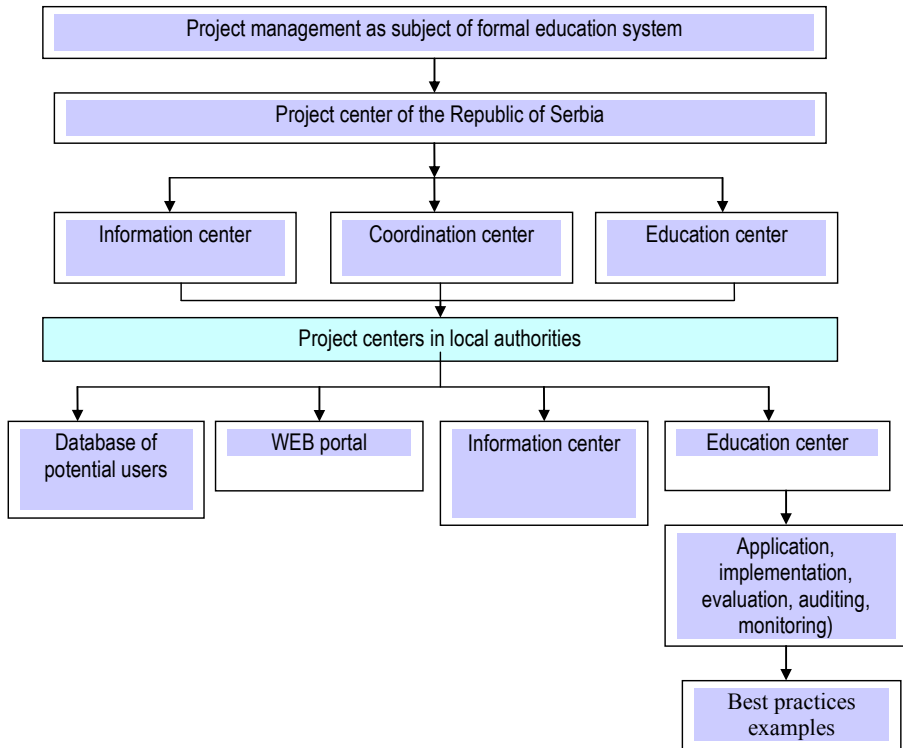 Project management as subject of formal education system
Project center of the Republic of Serbia
Information center
Coordination center
Education center
Project centers in local authorities
Database of
potential users
WEB portal
Information center
Education center
Application,
implementation,
evaluation, auditing,
monitoring)
Best practices
examples